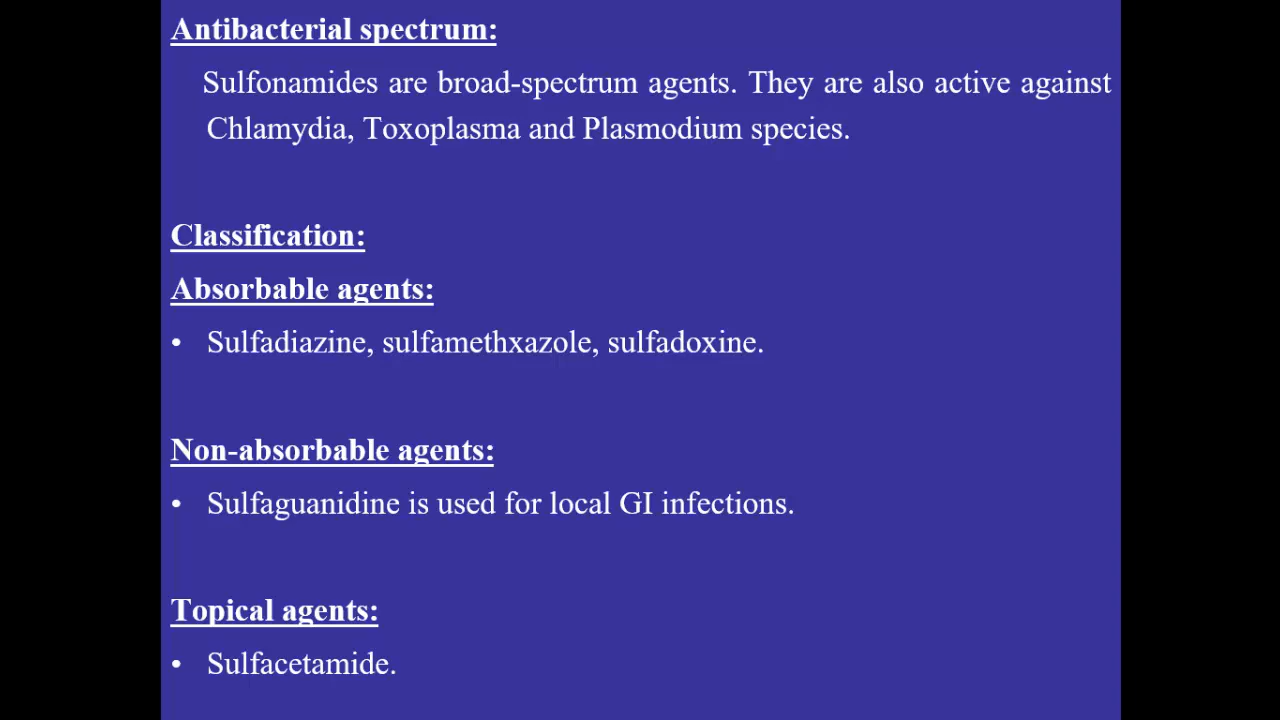 Antibacterial spectrum:
Sulfonamides are broad-spectrum agents. They are also active against
Chlamydia, Toxoplasma and Plasmodium species.
Classification:
Absorbable agents:
• Sulfadiazine, sulfamethxazole, sulfadoxine.
Non-absorbable agents:
• Sulfaguanidine is used for local GI infections.
Topical agents:
• Sulfacetamide.